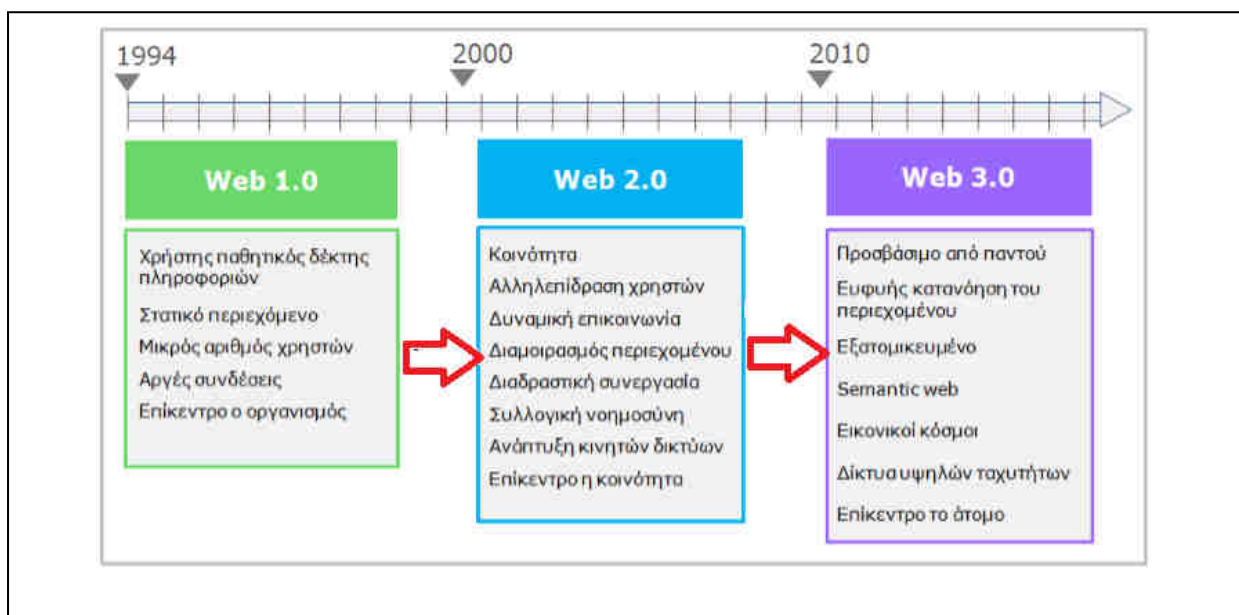 1994
2000
2010
Web 1.0
Χρήστης παθητικός δέκτης
πληροφοριών
Στατικό περιεχόμενο
Μικρός αριθμός χρηστών
Αργές συνδέσεις
Επίκεντρο ο οργανισμός
Web 2.0
Κοινότητα
Αλληλεπίδραση χρηστών
Δυναμική επικοινωνία
Διαμοιρασμός περιεχομένου
Διαδραστική συνεργασία
Συλλογική νοημοσύνη
Ανάπτυξη κινητών δικτύων
Επίκεντρο η κοινότητα
Web 3.0
Προσβάσιμο από παντού
Ευφυής κατανόηση του
περιεχομένου
Εξατομικευμένο
Semantic web
Εικονικοί κόσμοι
Δίκτυα υψηλών ταχυτήτων
Επίκεντρο το άτομο